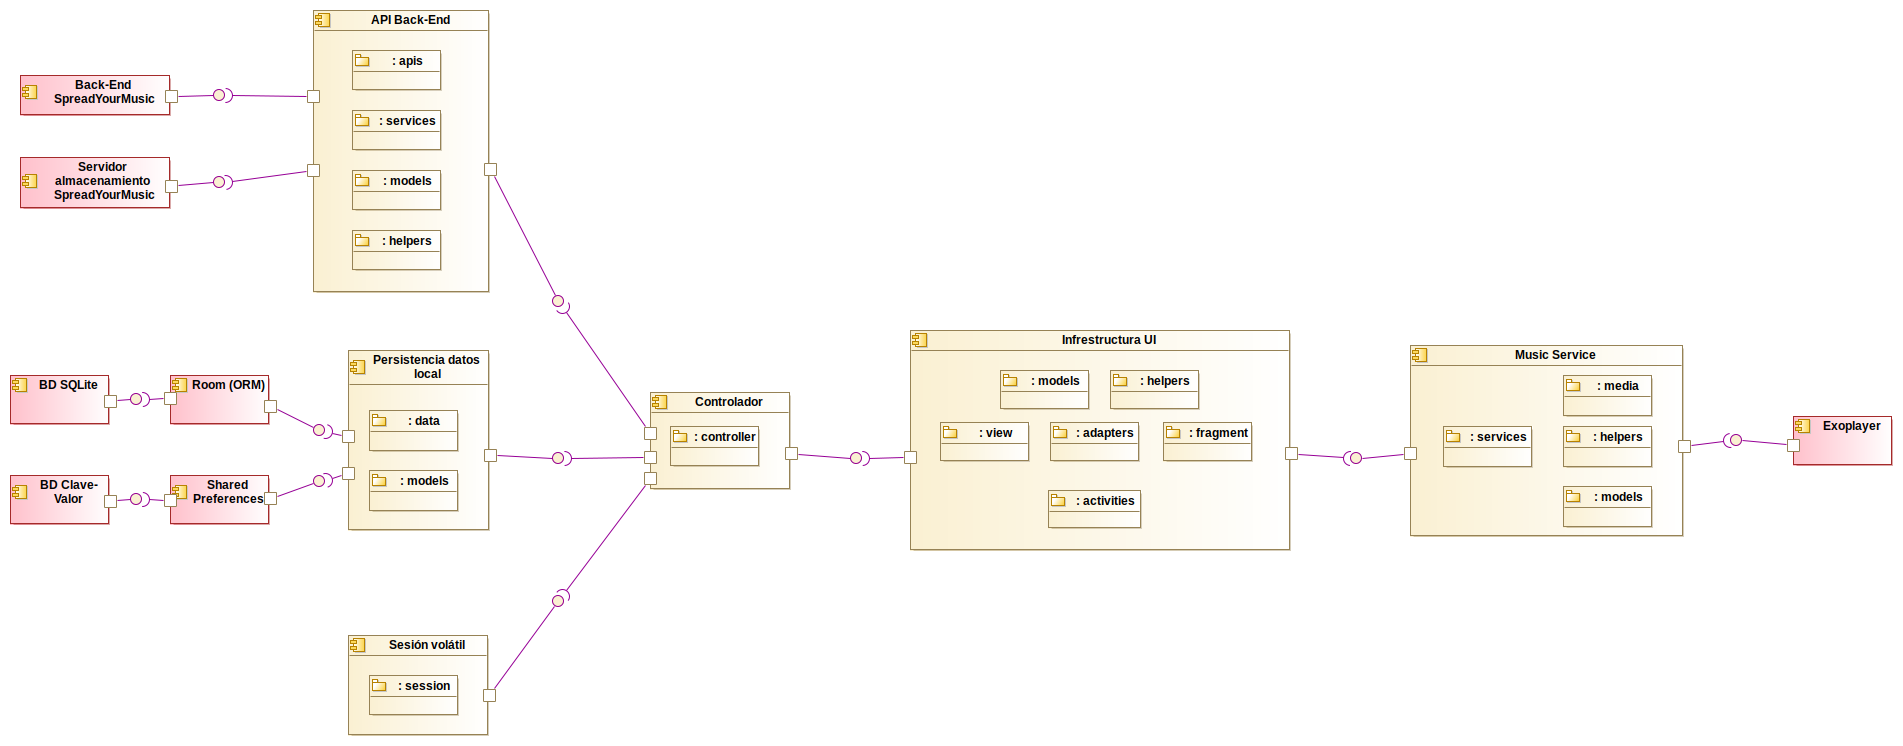 API Back-End
: apis
: services
: models
: helpers
Back-End
SpreadYourMusic
Servidor
almacenamiento
SpreadYourMusic
BD SQLite
Room (ORM)
BD Clave-
Valor
Shared
Preferences
Persistencia datos
local
: data
: models
Sesión volátil
: session
Controlador
: controller
Infrestructura UI
: models
: helpers
: view
: adapters
: fragment
: activities
Music Service
: media
: services
: helpers
: models
Exoplayer